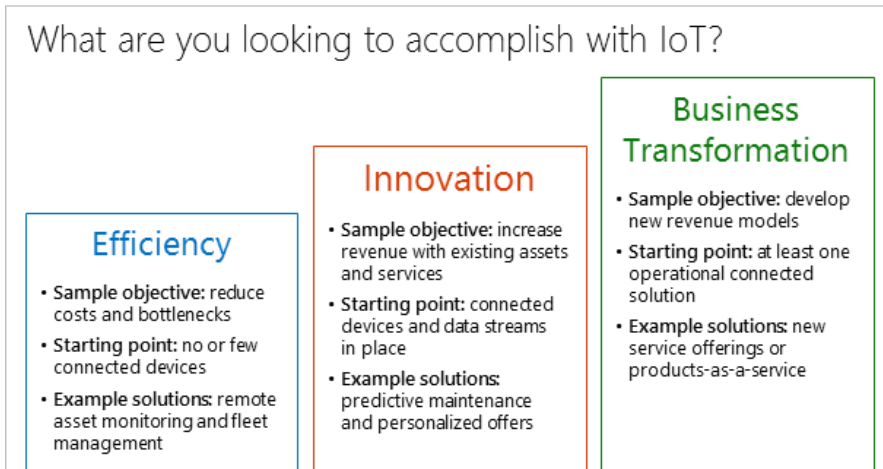 What are you looking to accomplish with IoT?
Efficiency
• Sample objective: reduce
costs and bottlenecks
• Starting point: no or few
connected devices
• Example solutions: remote
asset monitoring and fleet
management
Innovation
• Sample objective: increase
revenue with existing assets
and services
• Starting point: connected
devices and data streams
in place
• Example solutions:
predictive maintenance
and personalized offers
Business
Transformation
• Sample objective: develop
new revenue models
• Starting point: at least one
operational connected
solution
• Example solutions: new
service offerings or
products-as-a-service